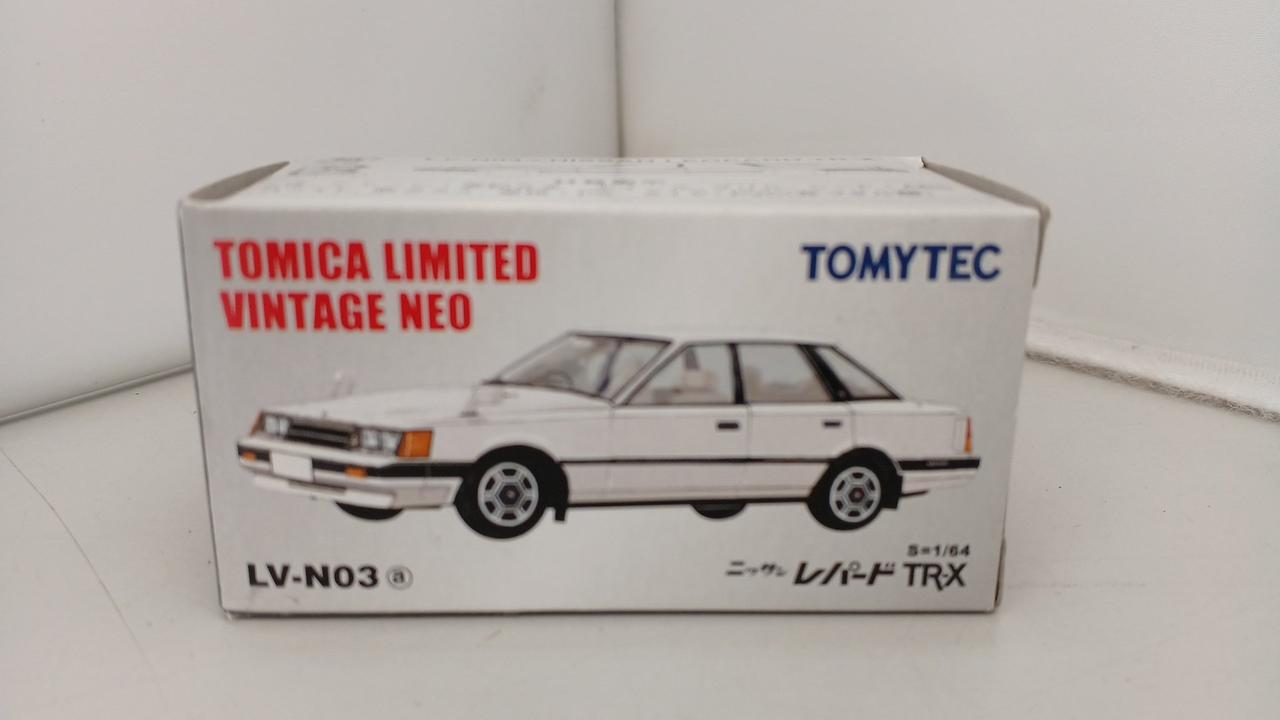 TOMICA LIMITED
VINTAGE NEO
TOMYTEC
LV-N03 ⓐ
S=1/64
ニッサン レパード TR-X